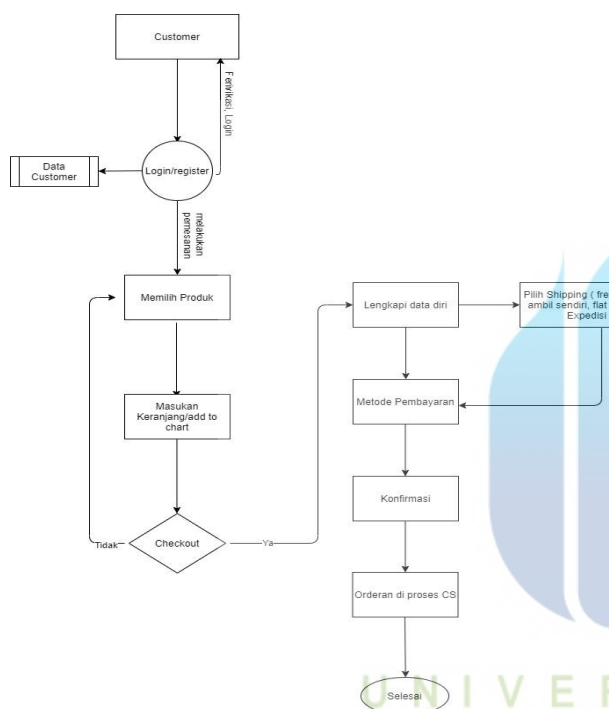 Customer
Ferivikasi, Login
Login/register
Data
Customer
melakukan
pemesanan
Memilih Produk
Masukan
Keranjang/add to
chart
Checkout
Tidak
Ya
Lengkapi data diri
Pilih Shipping ( fre
ambil sendiri, flat
Expedisi
Metode Pembayaran
Konfirmasi
Orderan di proses CS
Selesai
U N I V E R